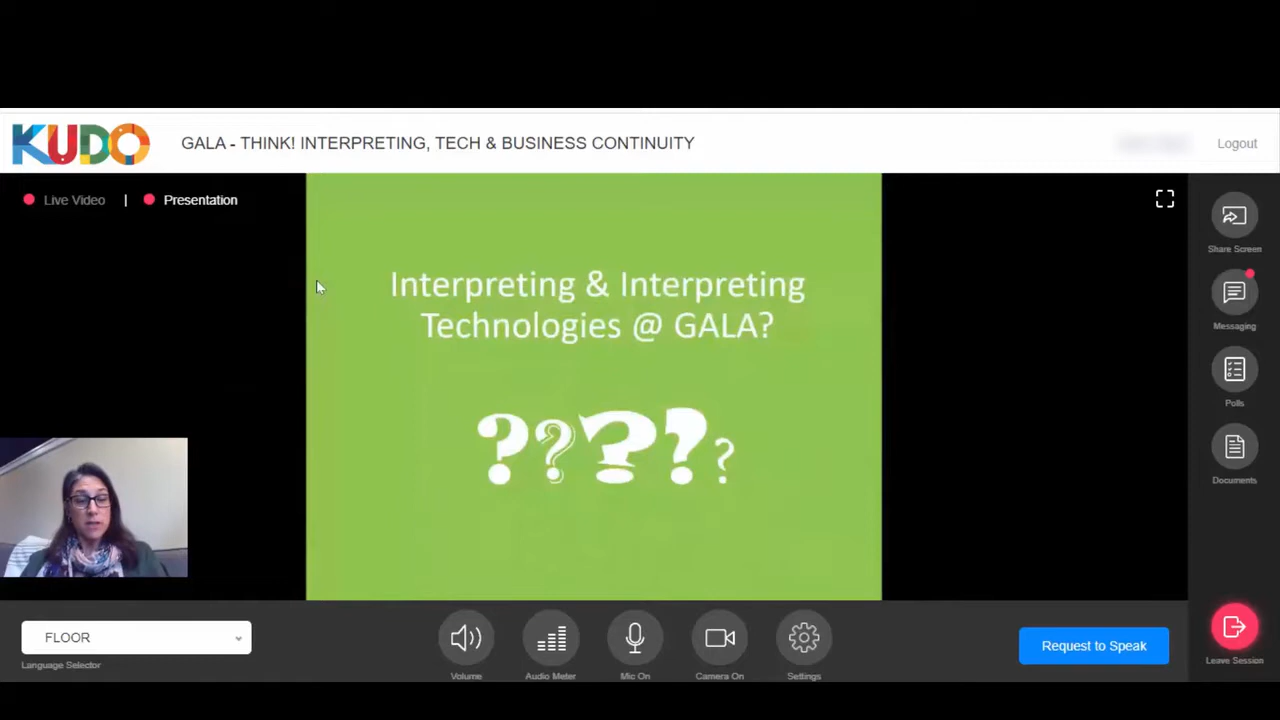 KUDO
GALA - THINK! INTERPRETING, TECH & BUSINESS CONTINUITY
Logout
Live Video | Presentation
Share Screen
Interpreting & Interpreting
Technologies @ GALA?
?????
Messaging
Polls
Documents
FLOOR
Language Selector
Volume
Audio Meter
Mic On
Camera On
Settings
Request to Speak
Leave Session